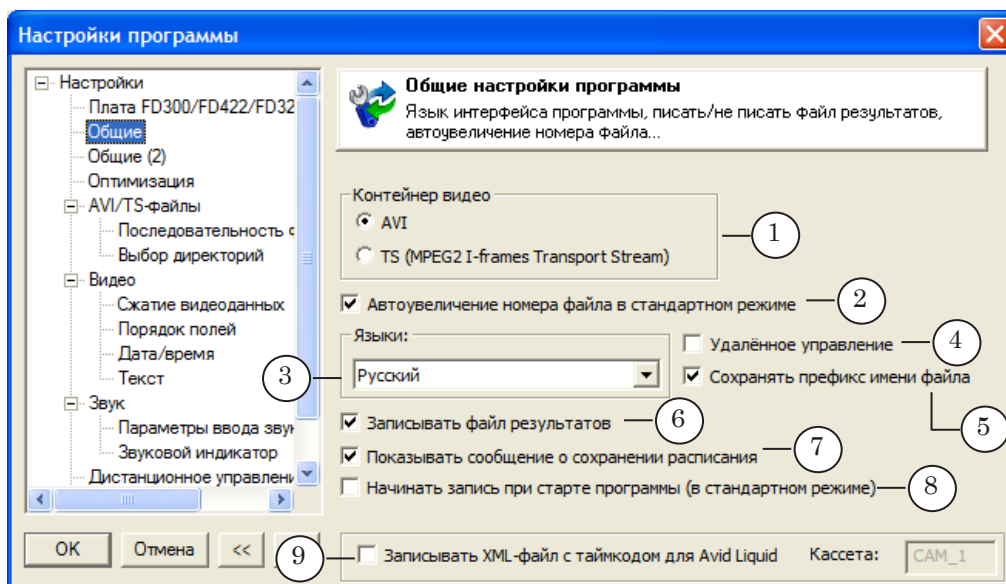 Настройки программы
Настройки
Плата FD300/FD422/FD32
Общие
Общие (2)
Оптимизация
AVI/TS-файлы
Последовательность
Выбор директорий
Видео
Сжатие видеоданных
Порядок полей
Дата/время
Текст
Звук
Параметры ввода
Звуковой индикатор
Дистанционное
Общие настройки программы
Язык интерфейса программы, писать/не писать файл результатов,
автоувеличение номера файла...
Контейнер видео
AVI
TS (MPEG2 I-frames Transport Stream)
1
Автоувеличение номера файла в стандартном режиме
2
Языки:
3
Русский
Удалённое управление
4
Сохранять префикс имени файла
5
Записывать файл результатов
6
Показывать сообщение о сохранении расписания
7
Начинать запись при старте программы (в стандартном режиме)
8
OK Отмена <<
9
Записывать XML-файл с таймкодом для Avid Liquid Кассета: CAM_1